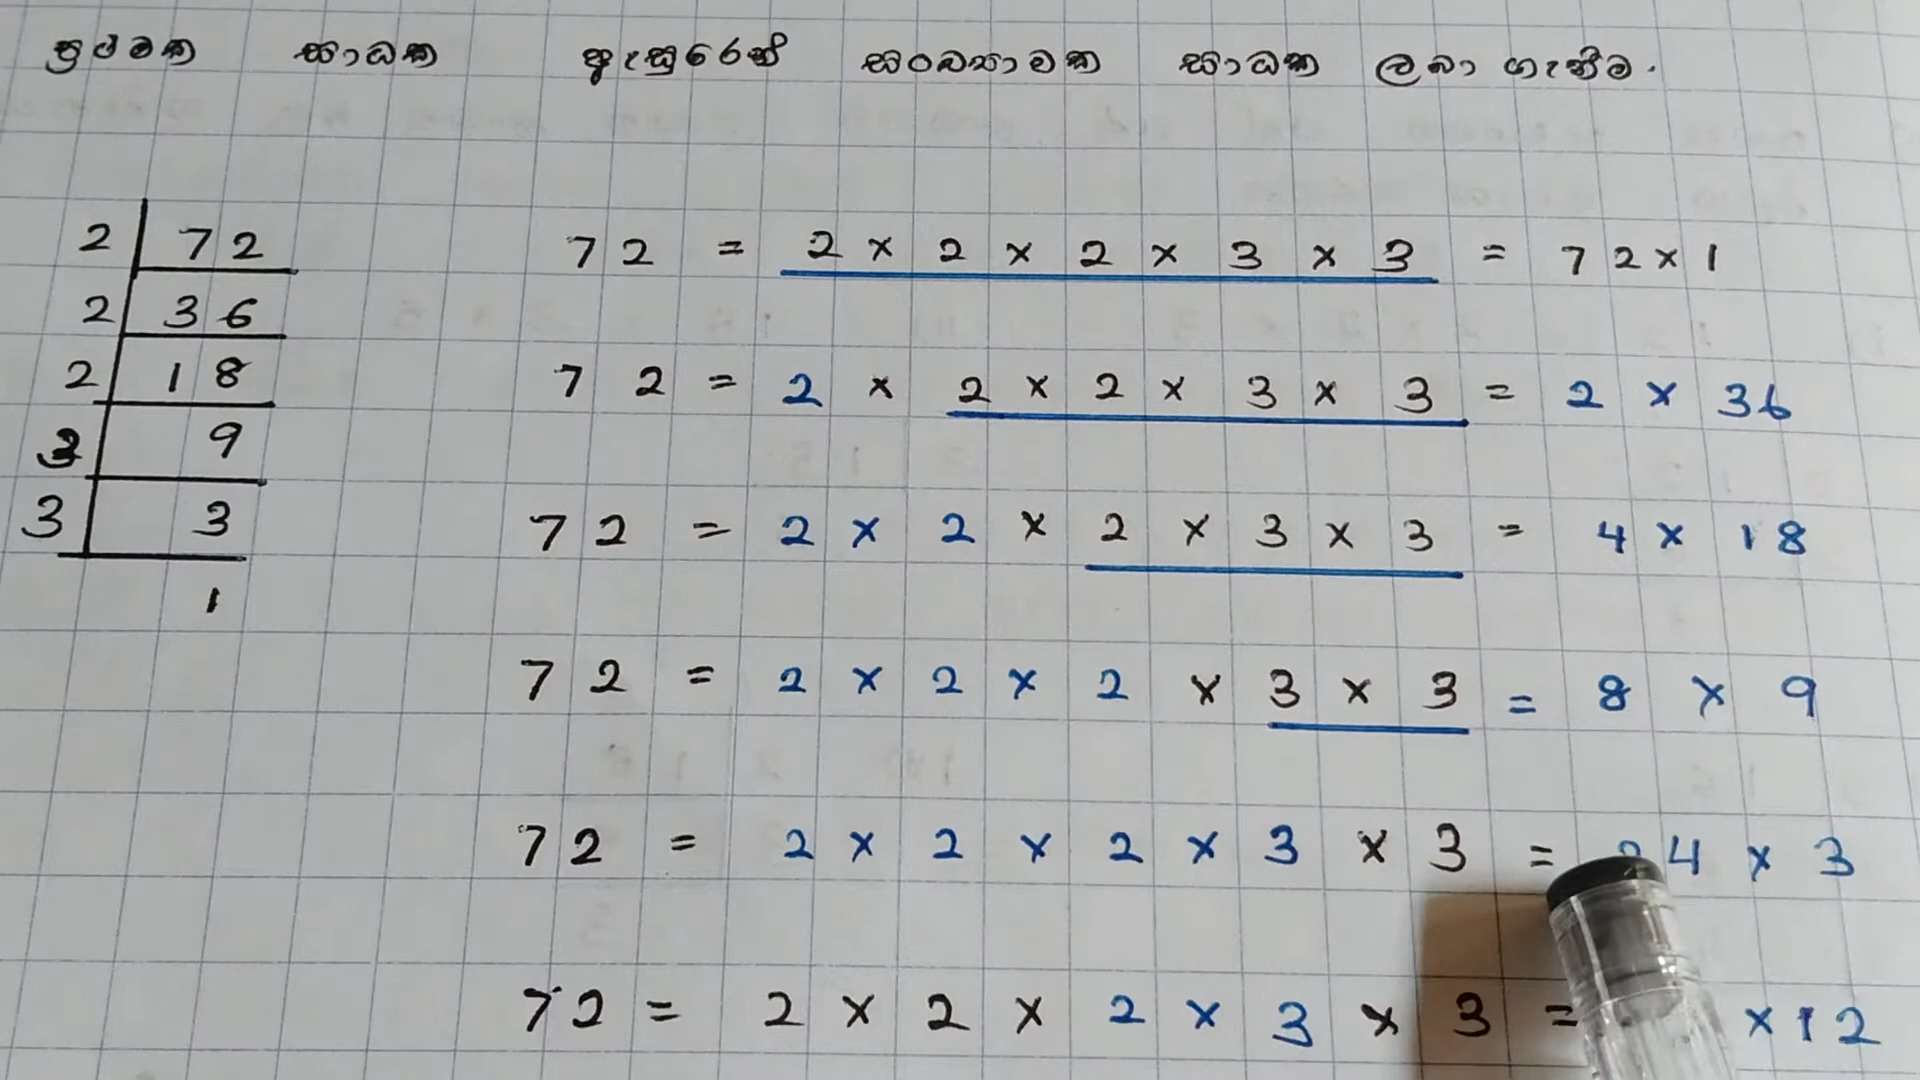 ප්‍රථමක සාධක ඇසුරෙන් සංඛ්‍යාමක සාධක ලබා ගැනීම.
2 72
2 36
2 18
3 9
3 3
1
72 = 2 × 2 × 2 × 3 × 3 = 72 × 1
72 = 2 × 2 × 2 × 3 × 3 = 2 × 36
72 = 2 × 2 × 2 × 3 × 3 = 4 × 18
72 = 2 × 2 × 2 × 3 × 3 = 8 × 9
72 = 2 × 2 × 2 × 3 × 3 = 24 × 3
72 = 2 × 2 × 2 × 3 × 3 = × 12